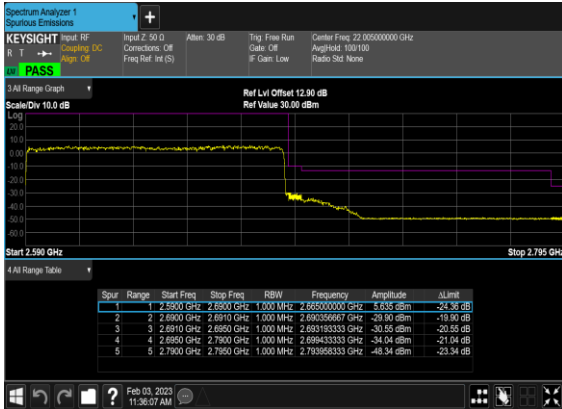 Spectrum Analyzer 1
Spurious Emissions
+
KEYSIGHT Input: RF Input Z: 50 Ω Atten: 30 dB Trig: Free Run Center Freq: 22.005000000 GHz
R T Coupling: DC Corrections: Off Gate: Off Avg|Hold: 100/100
Align: Off Freq Ref: Int (S) IF Gain: Low Radio Std: None
PASS
3 All Range Graph
Scale/Div 10.0 dB Ref Lvl Offset 12.90 dB
Ref Value 30.00 dBm
Log
20.0
10.0
0.00
-10.0
-20.0
-30.0
-40.0
-50.0
-60.0
Start 2.590 GHz Stop 2.795 GHz
4 All Range Table
Spur Range Start Freq Stop Freq RBW Frequency Amplitude ΔLimit
1 1 2.5900 GHz 2.6900 GHz 1.000 MHz 2.665000000 GHz 5.635 dBm -24.36 dB
2 2 2.6900 GHz 2.6910 GHz 1.000 MHz 2.690356667 GHz -29.90 dBm -19.90 dB
3 3 2.6910 GHz 2.6950 GHz 1.000 MHz 2.693193333 GHz -30.55 dBm -20.55 dB
4 4 2.6950 GHz 2.7900 GHz 1.000 MHz 2.699433333 GHz -34.04 dBm -21.04 dB
5 5 2.7900 GHz 2.7950 GHz 1.000 MHz 2.793958333 GHz -48.34 dBm -23.34 dB
? Feb 03, 2023
11:36:07 AM